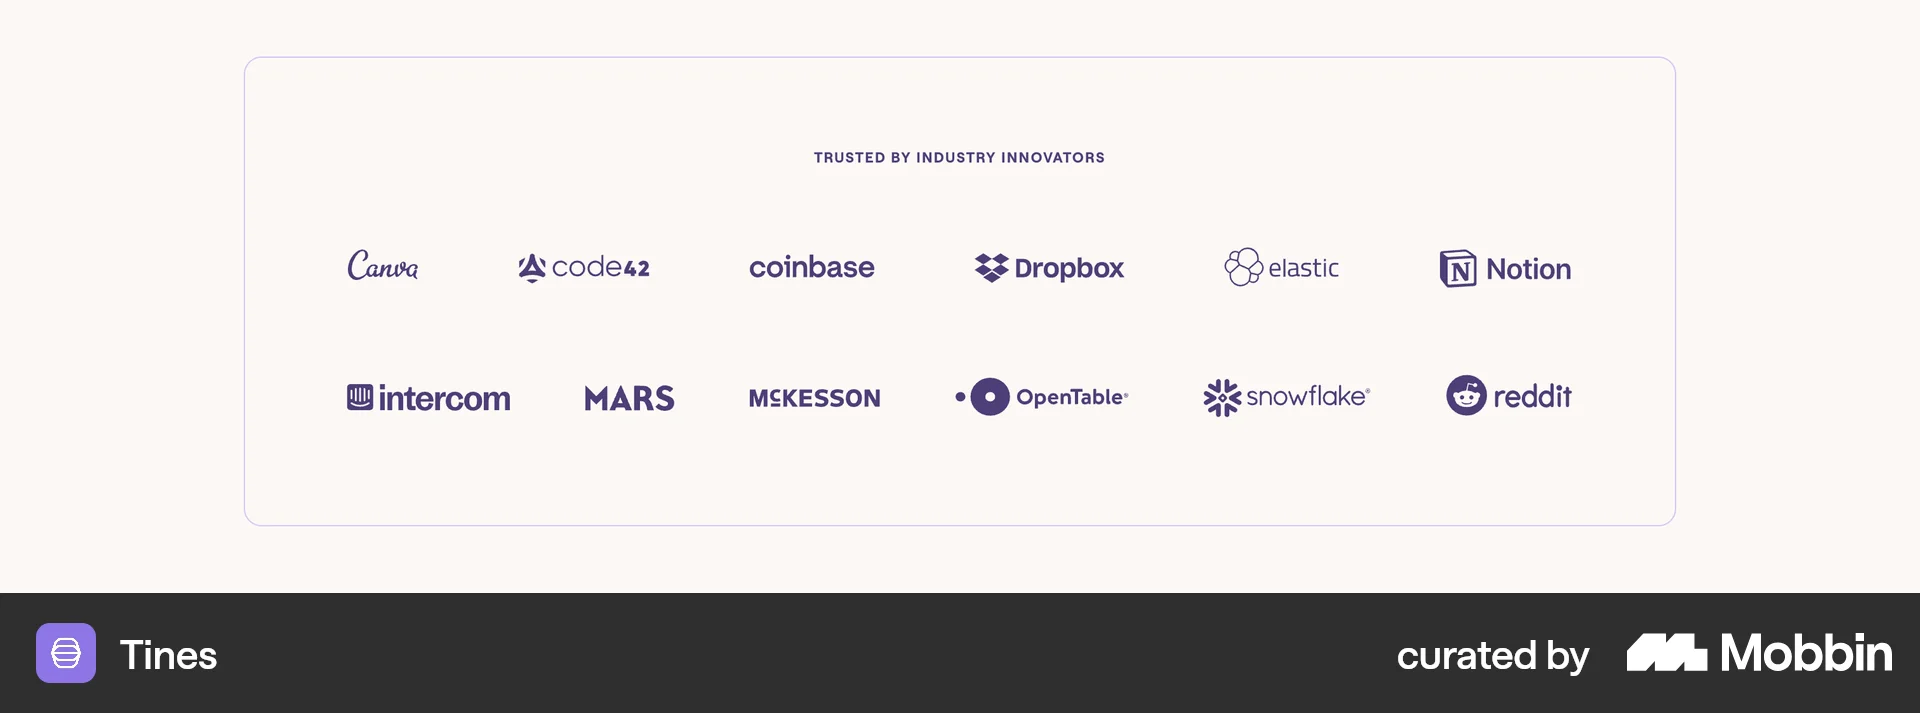 TRUSTED BY INDUSTRY INNOVATORS
Canva code42 coinbase Dropbox elastic N Notion
intercom MARS McKESSON OpenTable® snowflake® reddit
Tines curated by Mobbin